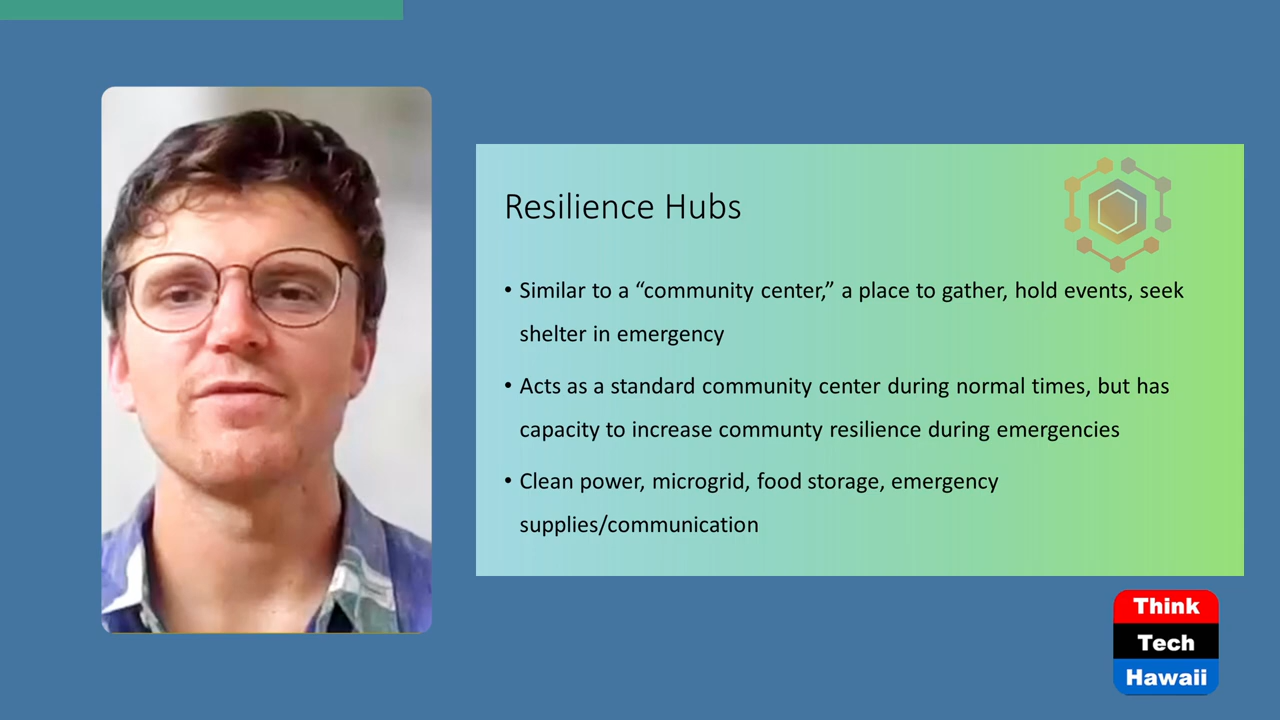 Resilience Hubs
• Similar to a “community center,” a place to gather, hold events, seek
shelter in emergency
• Acts as a standard community center during normal times, but has
capacity to increase communty resilience during emergencies
• Clean power, microgrid, food storage, emergency
supplies/communication
Think
Tech
Hawaii